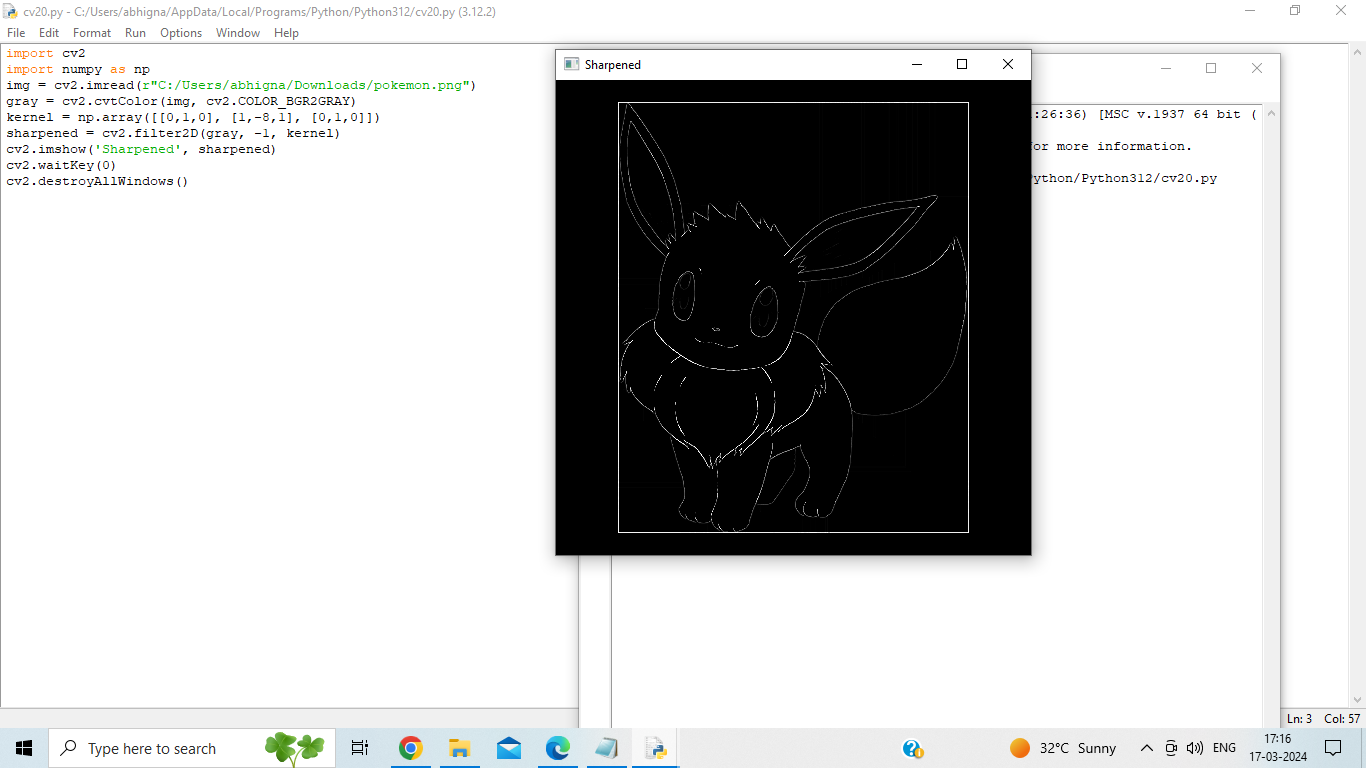 cv20.py - C:/Users/abhigna/AppData/Local/Programs/Python/Python312/cv20.py (3.12.2)
File Edit Format Run Options Window Help
import cv2
import numpy as np
img = cv2.imread(r"C:/Users/abhigna/Downloads/pokemon.png")
gray = cv2.cvtColor(img, cv2.COLOR_BGR2GRAY)
kernel = np.array([[0,1,0], [1,-8,1], [0,1,0]])
sharpened = cv2.filter2D(gray, -1, kernel)
cv2.imshow('Sharpened', sharpened)
cv2.waitKey(0)
cv2.destroyAllWindows()
Sharpened
:26:36) [MSC v.1937 64 bit (
for more information.
Python/Python312/cv20.py
Ln: 3 Col: 57
Type here to search
32°C Sunny
ENG
17:16
17-03-2024